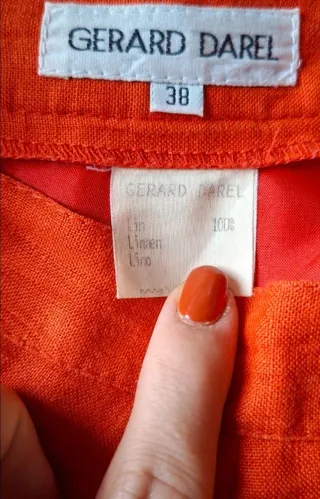 GERARD DAREL
38
GERARD DAREL
Lin 100%
Linnen
Lino